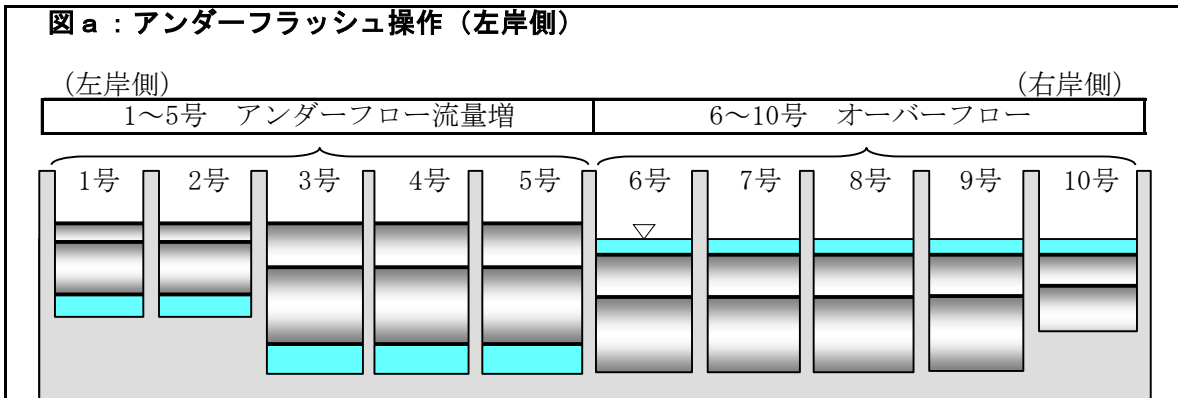 図a：アンダーフラッシュ操作（左岸側）
（左岸側） （右岸側）
1～5号　アンダーフロー流量増 6～10号　オーバーフロー
1号 2号 3号 4号 5号 6号 7号 8号 9号 10号